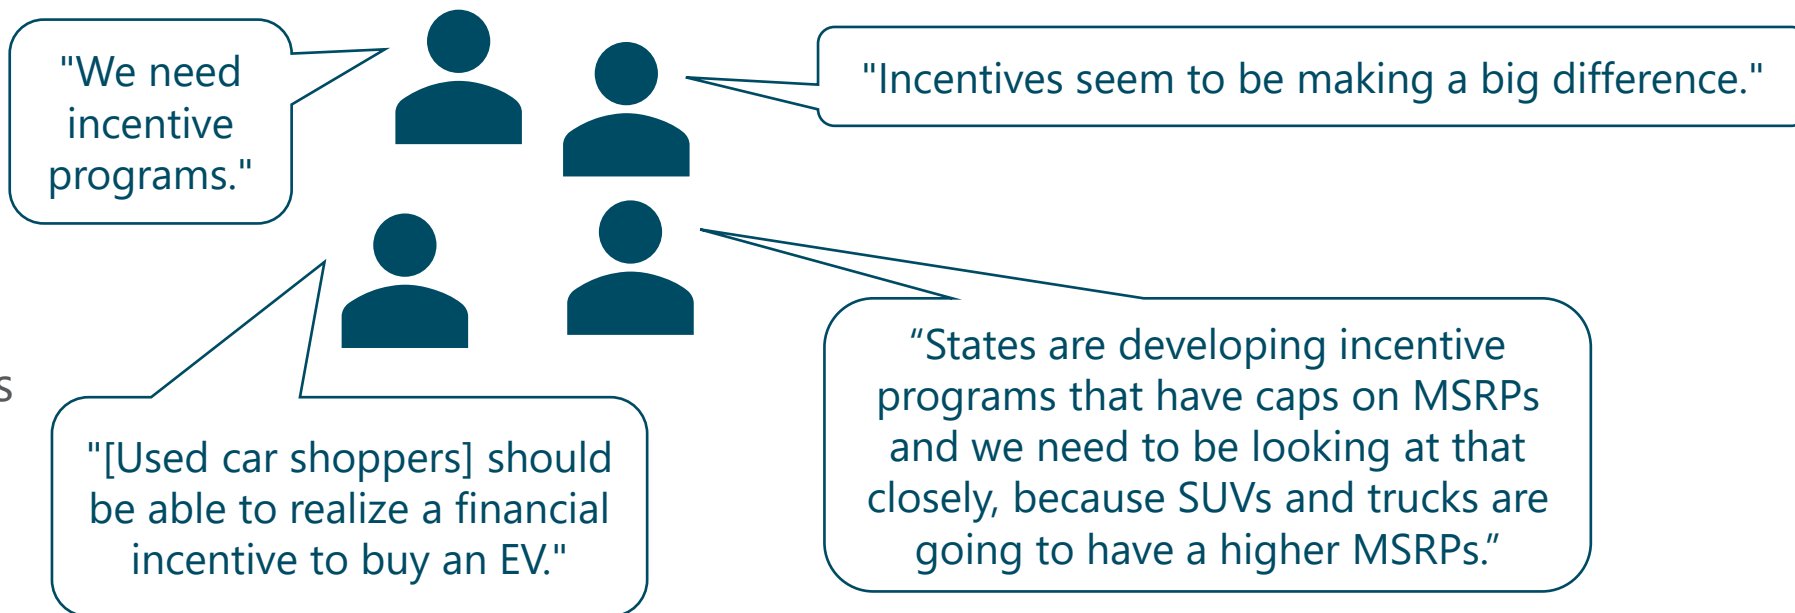 "We need
incentive
programs."
"Incentives seem to be making a big difference."
"[Used car shoppers] should
be able to realize a financial
incentive to buy an EV."
“States are developing incentive
programs that have caps on MSRPs
and we need to be looking at that
closely, because SUVs and trucks are
going to have a higher MSRPs.”